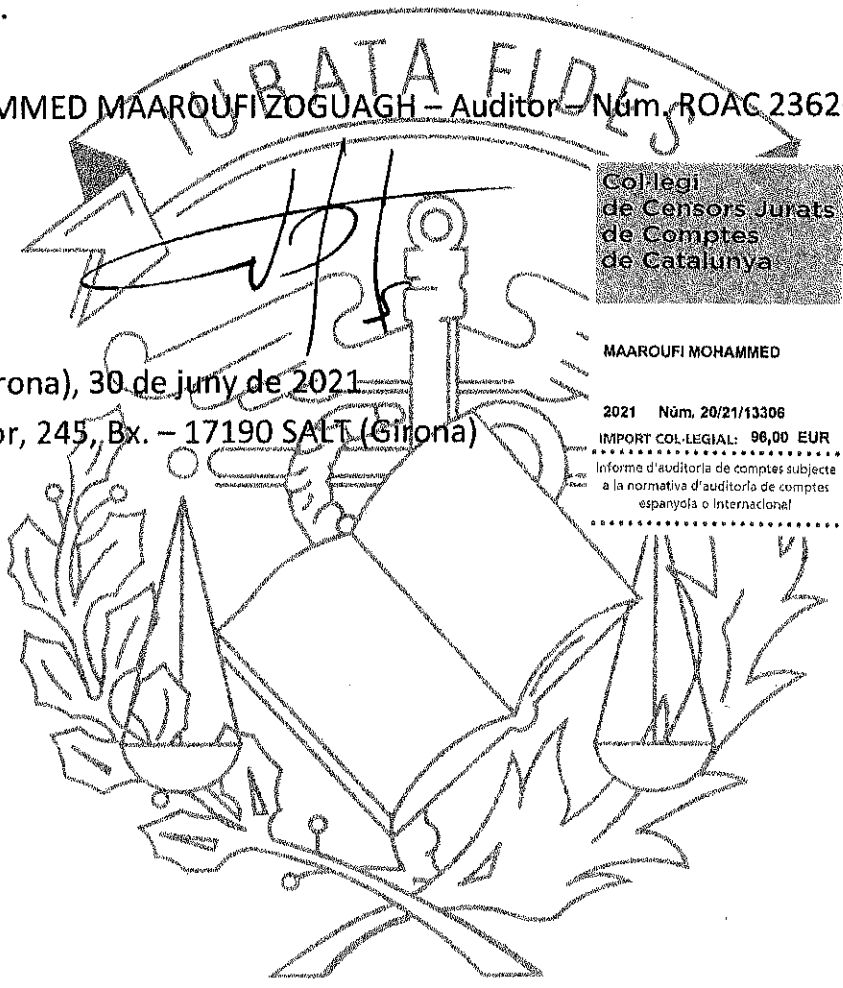 IURATA FIDES
MMED MAAROUFI ZOGUAGH – Auditor – Núm. ROAC 2362
Col·legi
de Censors Jurats
de Comptes
de Catalunya
MAAROUFI MOHAMMED
2021 Núm. 20/21/13306
IMPORT COL·LEGIAL: 96,00 EUR
Informe d'auditoria de comptes subjecte
a la normativa d'auditoria de comptes
espanyola o internacional
rona), 30 de juny de 2021
or, 245, Bx. – 17190 SALT (Girona)